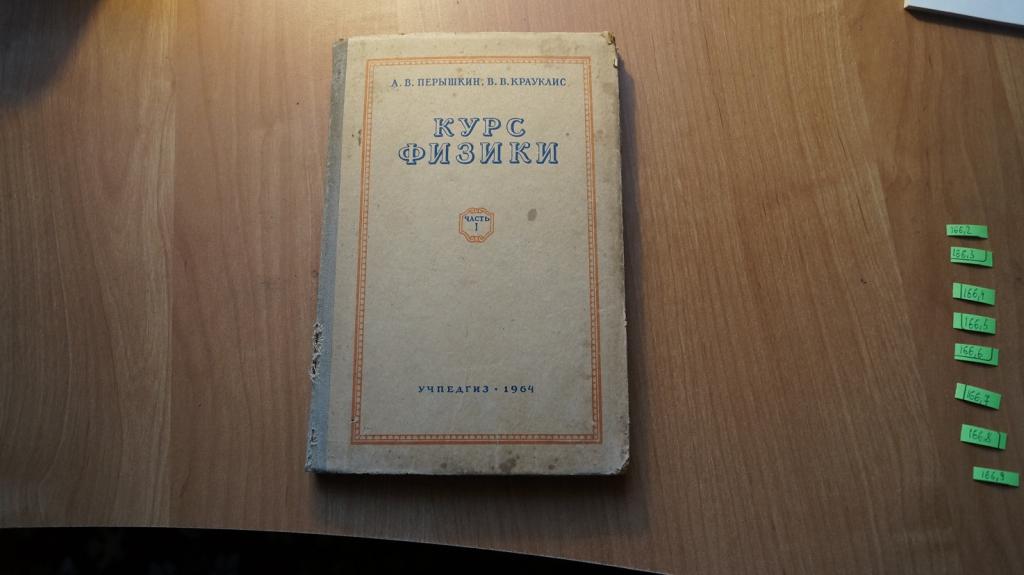 А. В. ПЕРЫШКИН, В. В. КРАУКЛИС
КУРС
ФИЗИКИ
ЧАСТЬ
I
УЧПЕДГИЗ · 1964
166,2
166,3
166,4
166,5
166,6
166,7
166,8
166,9